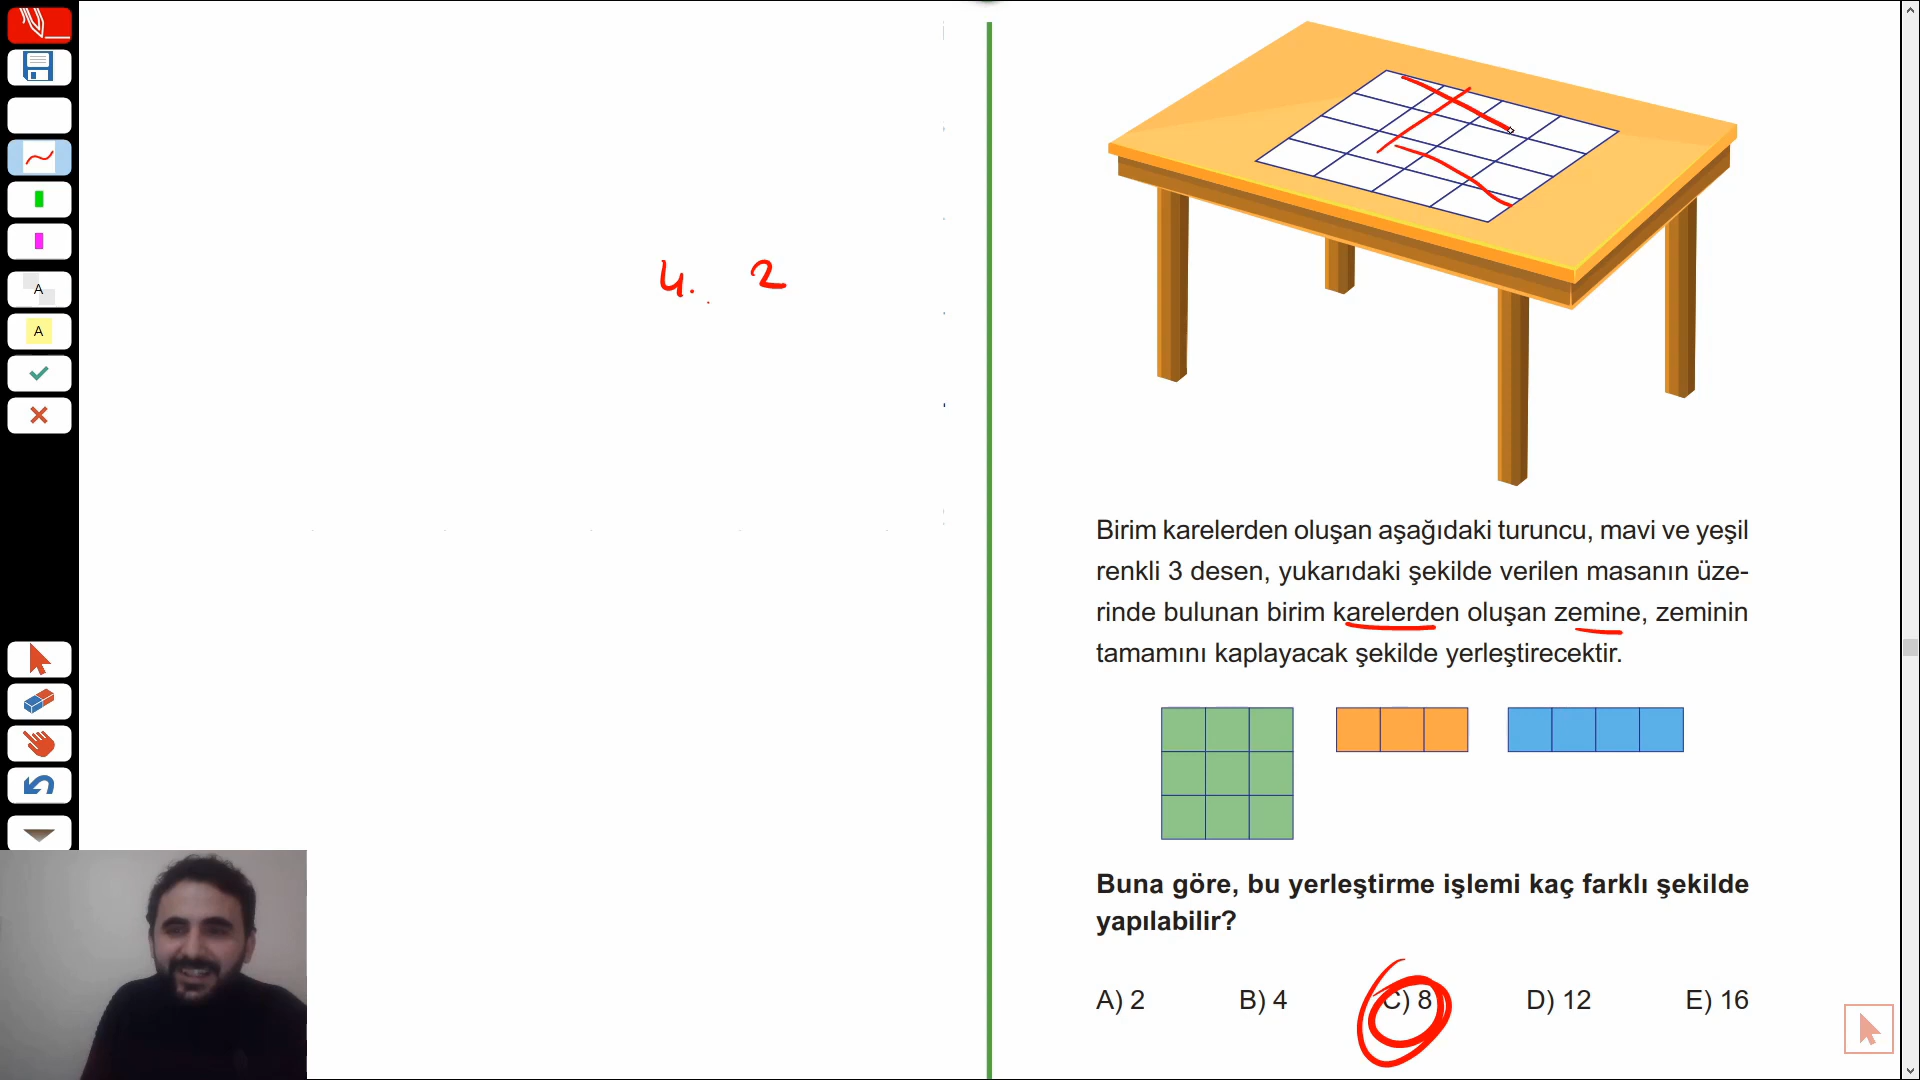 A
A
4. 2
Birim karelerden oluşan aşağıdaki turuncu, mavi ve yeşil
renkli 3 desen, yukarıdaki şekilde verilen masanın üze-
rinde bulunan birim karelerden oluşan zemine, zeminin
tamamını kaplayacak şekilde yerleştirecektir.
Buna göre, bu yerleştirme işlemi kaç farklı şekilde
yapılabilir?
A) 2 B) 4 C) 8 D) 12 E) 16